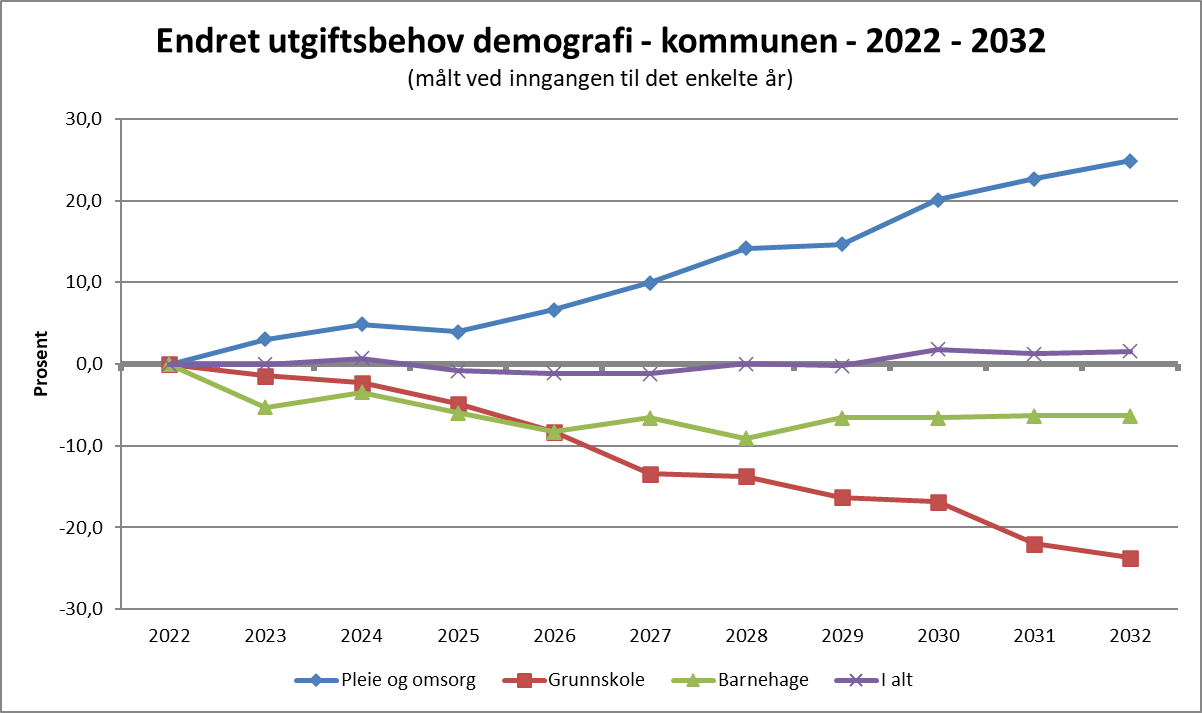 Endret utgiftsbehov demografi - kommunen - 2022 - 2032
(målt ved inngangen til det enkelte år)
Prosent
30,0
20,0
10,0
0,0
-10,0
-20,0
-30,0
2022 2023 2024 2025 2026 2027 2028 2029 2030 2031 2032
Pleie og omsorg Grunnskole Barnehage I alt